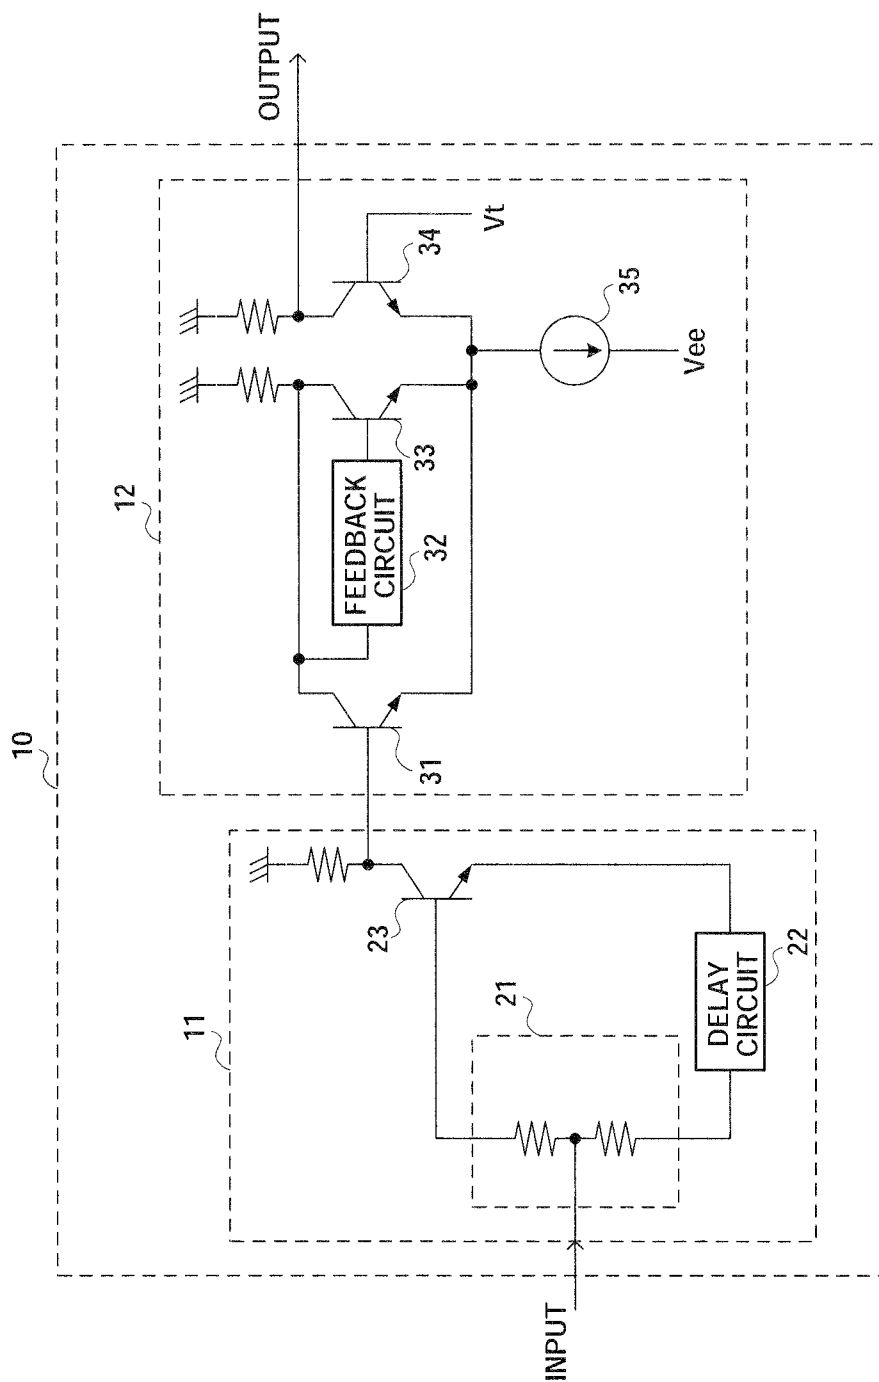 10
11
12
INPUT
21
23
DELAY
CIRCUIT
22
31
FEEDBACK
CIRCUIT
32
33
34
Vt
35
Vee
OUTPUT